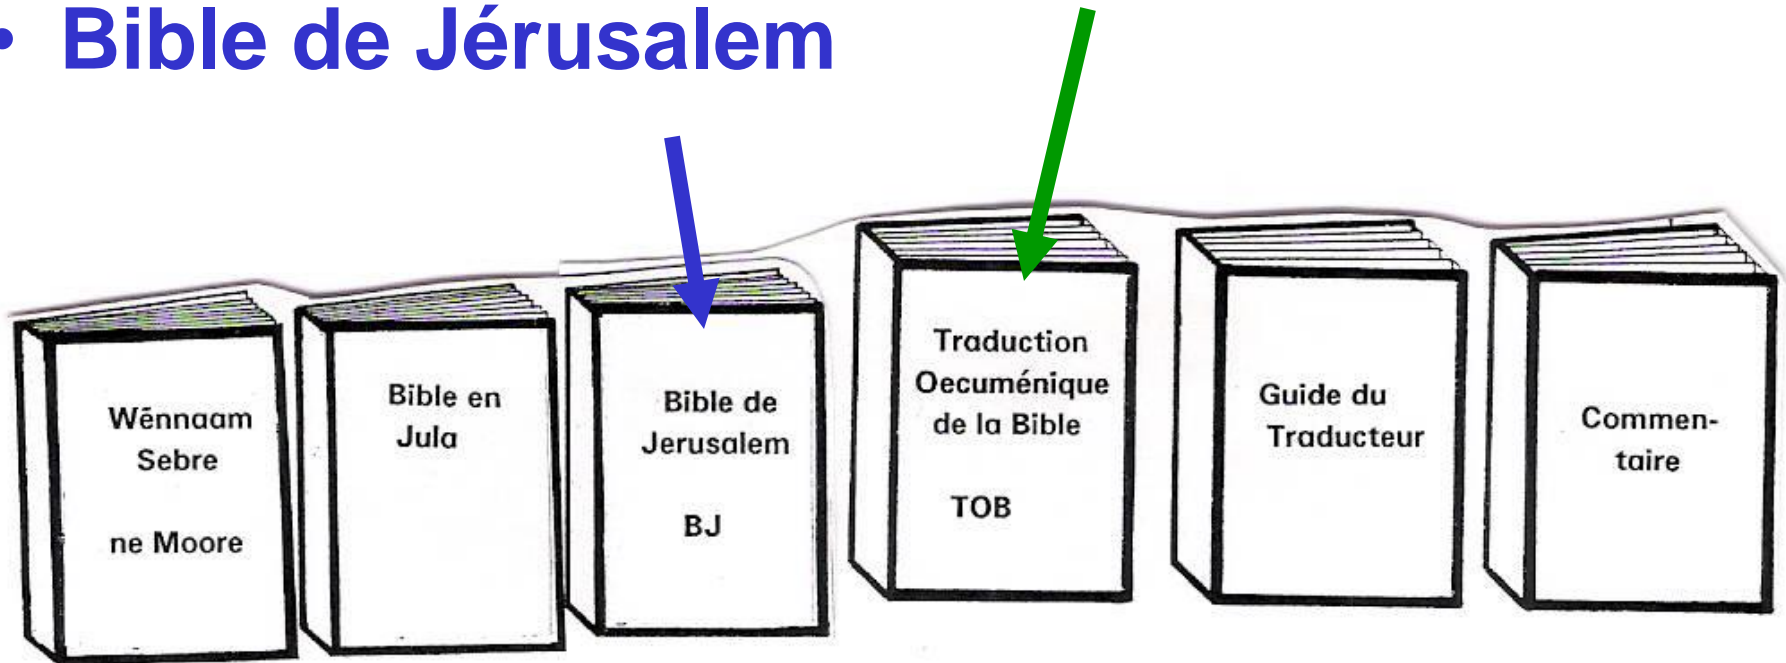 • Bible de Jérusalem
Wẽnnaam
Sebre
ne Moore
Bible en
Jula
Bible de
Jerusalem
BJ
Traduction
Oecuménique
de la Bible
TOB
Guide du
Traducteur
Commen-
taire